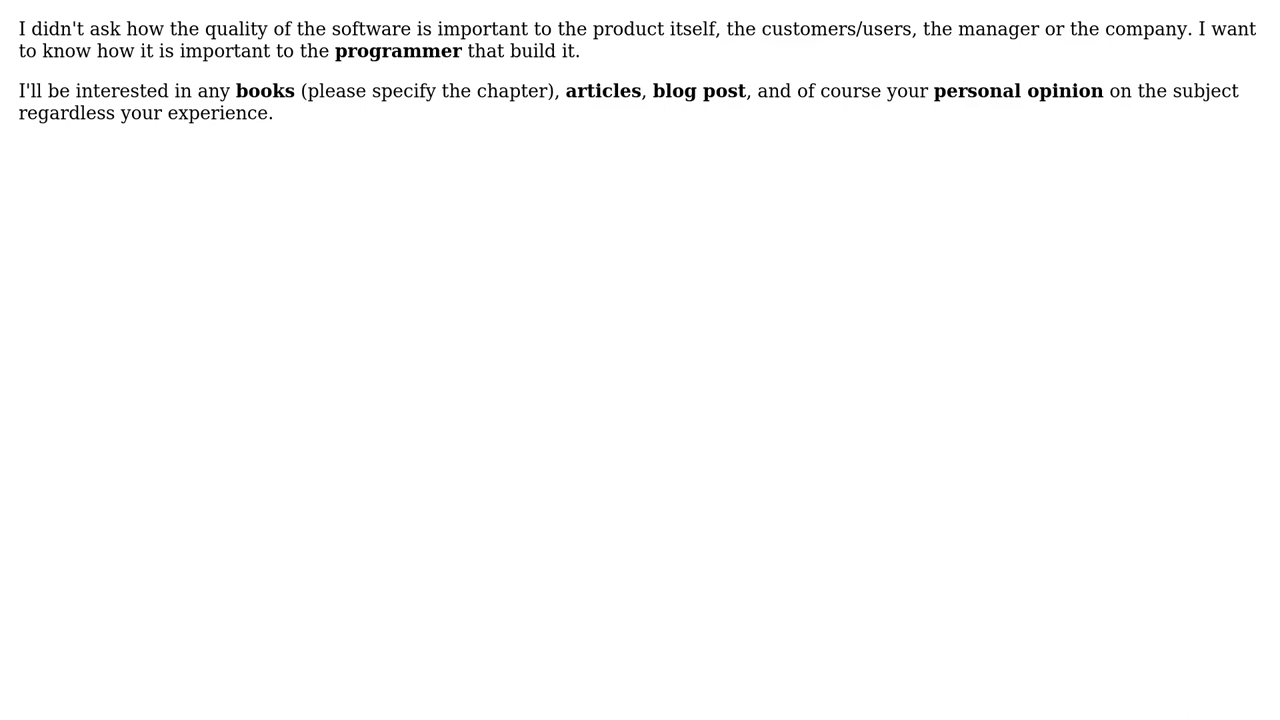 I didn't ask how the quality of the software is important to the product itself, the customers/users, the manager or the company. I want
to know how it is important to the programmer that build it.
I'll be interested in any books (please specify the chapter), articles, blog post, and of course your personal opinion on the subject
regardless your experience.